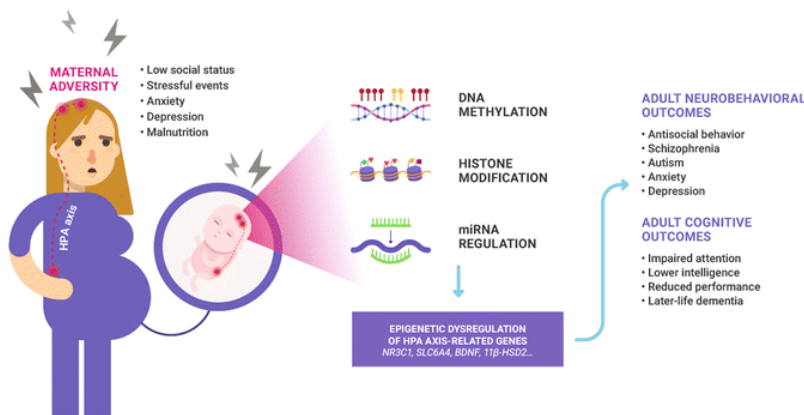 MATERNAL
ADVERSITY
• Low social status
• Stressful events
• Anxiety
• Depression
• Malnutrition
HPA axis
DNA
METHYLATION
HISTONE
MODIFICATION
miRNA
REGULATION
EPIGENETIC DYSREGULATION
OF HPA AXIS-RELATED GENES
NR3C1, SLC6A4, BDNF, 11β-HSD2...
ADULT NEUROBEHAVIORAL
OUTCOMES
• Antisocial behavior
• Schizophrenia
• Autism
• Anxiety
• Depression
ADULT COGNITIVE
OUTCOMES
• Impaired attention
• Lower intelligence
• Reduced performance
• Later-life dementia